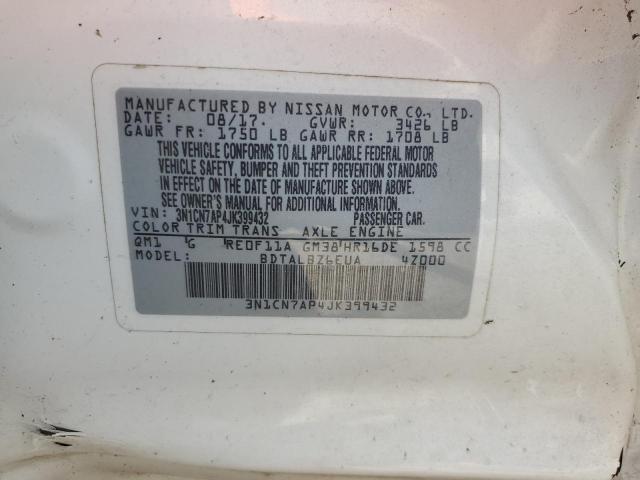 MANUFACTURED BY NISSAN MOTOR CO., LTD.
DATE: 08/17. GVWR: 3426 LB
GAWR FR: 1750 LB GAWR RR: 1708 LB
THIS VEHICLE CONFORMS TO ALL APPLICABLE FEDERAL MOTOR
VEHICLE SAFETY, BUMPER AND THEFT PREVENTION STANDARDS
IN EFFECT ON THE DATE OF MANUFACTURE SHOWN ABOVE.
SEE OWNER'S MANUAL FOR ADDITIONAL INFORMATION.
VIN: 3N1CN7AP4JK399432 PASSENGER CAR.
COLOR TRIM TRANS AXLE ENGINE
QM1 G RE0F11A GM38 HR16DE 1598 CC
MODEL: BDTALBZ6EUA 4Z000
3N1CN7AP4JK399432